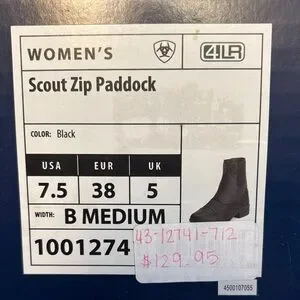 WOMEN'S
4LR
Scout Zip Paddock
COLOR: Black
USA EUR UK
7.5 38 5
WIDTH: B MEDIUM
1001274
43-12741-712
$129.95
4500107055